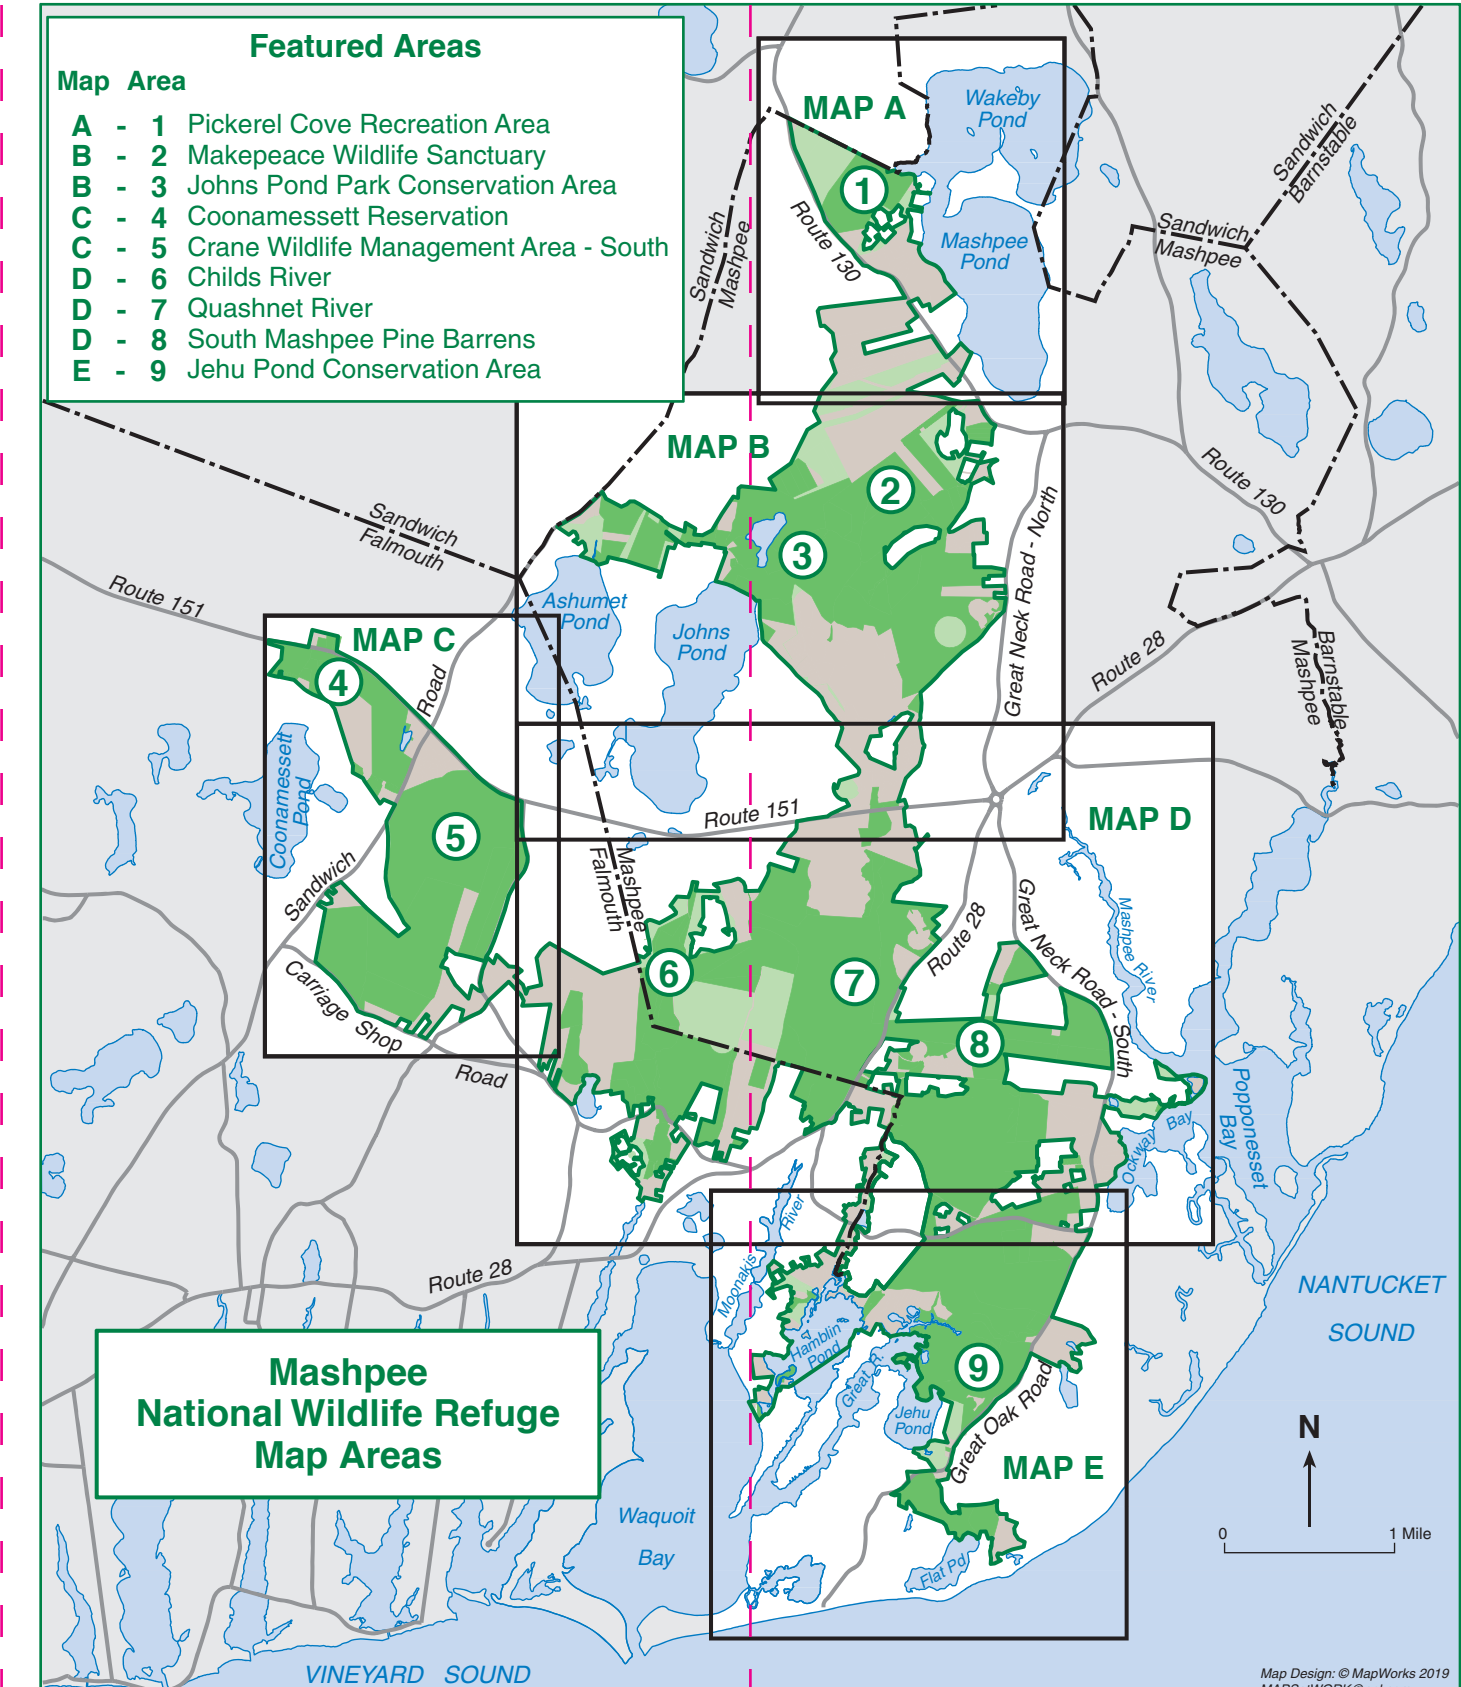 Featured Areas
Map Area
A - 1 Pickerel Cove Recreation Area
B - 2 Makepeace Wildlife Sanctuary
B - 3 Johns Pond Park Conservation Area
C - 4 Coonamessett Reservation
C - 5 Crane Wildlife Management Area - South
D - 6 Childs River
D - 7 Quashnet River
D - 8 South Mashpee Pine Barrens
E - 9 Jehu Pond Conservation Area
MAP A
Wakeby
Pond
1
Mashpee
Pond
Route 130
Sandwich
Mashpee
Sandwich
Barnstable
Sandwich
Mashpee
MAP B
2
3
Route 130
Great Neck Road - North
Sandwich
Falmouth
Route 151
Ashumet
Pond
Johns
Pond
Route 28
Barnstable
Mashpee
MAP C
4
Road
Coonamessett
Pond
5
Sandwich
Route 151
MAP D
Mashpee
Falmouth
Great Neck Road - South
Mashpee River
Route 28
6
7
8
Carriage Shop
Road
Popponesset
Bay
Ockway Bay
Moonakis
River
Route 28
NANTUCKET
SOUND
Hamblin
Pond
Great R.
9
Jehu
Pond
Great Oak Road
MAP E
Mashpee
National Wildlife Refuge
Map Areas
N
0 1 Mile
Waquoit
Bay
Flat Pd.
VINEYARD SOUND
Map Design: © MapWorks 2019